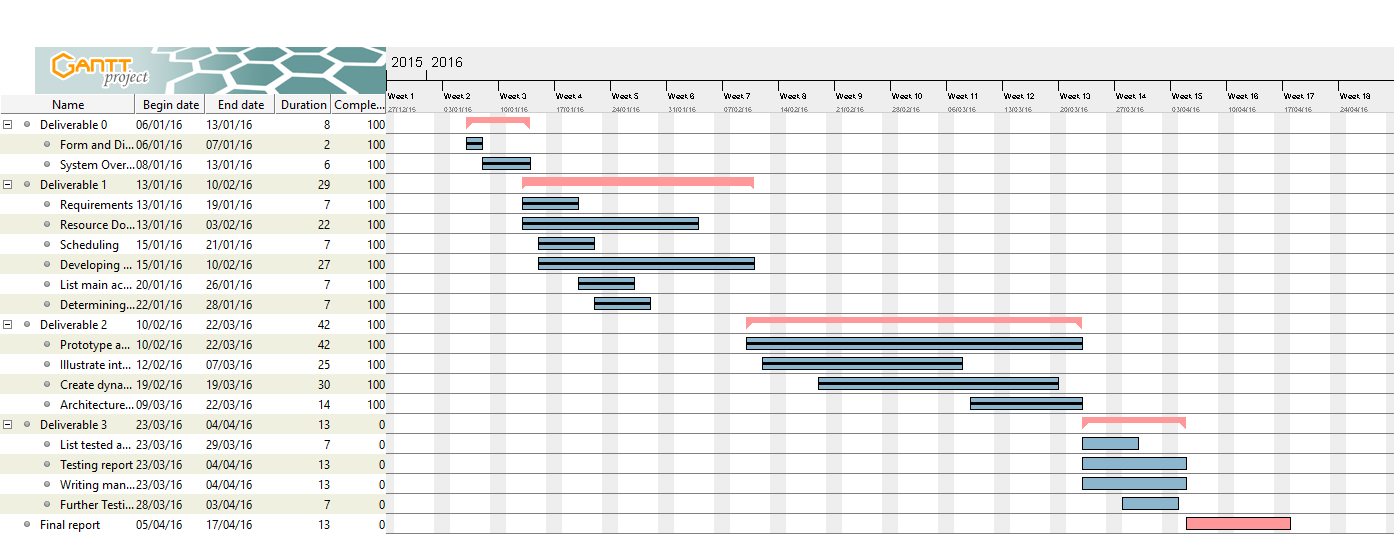 GANTT project
2015 2016
Name Begin date End date Duration Comple...
Week 1 Week 2 Week 3 Week 4 Week 5 Week 6 Week 7 Week 8 Week 9 Week 10 Week 11 Week 12 Week 13 Week 14 Week 15 Week 16 Week 17 Week 18
27/12/15 03/01/16 10/01/16 17/01/16 24/01/16 31/01/16 07/02/16 14/02/16 21/02/16 28/02/16 06/03/16 13/03/16 20/03/16 27/03/16 03/04/16 10/04/16 17/04/16 24/04/16
Deliverable 0 06/01/16 13/01/16 8 100
Form and Di... 06/01/16 07/01/16 2 100
System Over... 08/01/16 13/01/16 6 100
Deliverable 1 13/01/16 10/02/16 29 100
Requirements 13/01/16 19/01/16 7 100
Resource Do... 13/01/16 03/02/16 22 100
Scheduling 15/01/16 21/01/16 7 100
Developing ... 15/01/16 10/02/16 27 100
List main ac... 20/01/16 26/01/16 7 100
Determining... 22/01/16 28/01/16 7 100
Deliverable 2 10/02/16 22/03/16 42 100
Prototype a... 10/02/16 22/03/16 42 100
Illustrate int... 12/02/16 07/03/16 25 100
Create dyna... 19/02/16 19/03/16 30 100
Architecture... 09/03/16 22/03/16 14 100
Deliverable 3 23/03/16 04/04/16 13 0
List tested a... 23/03/16 29/03/16 7 0
Testing report 23/03/16 04/04/16 13 0
Writing man... 23/03/16 04/04/16 13 0
Further Testi... 28/03/16 03/04/16 7 0
Final report 05/04/16 17/04/16 13 0